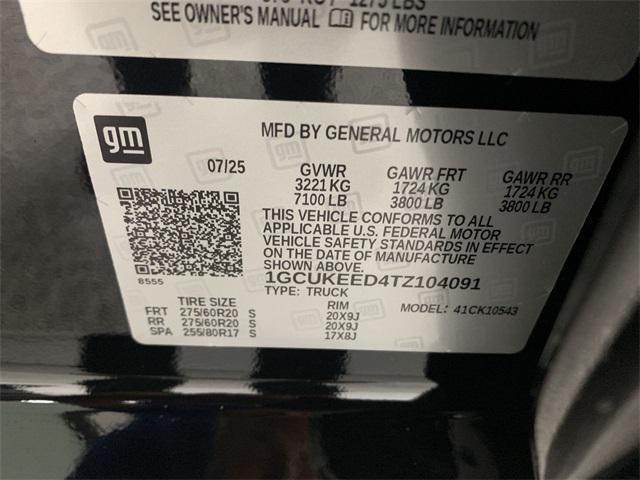 1275 LBS
SEE OWNER'S MANUAL FOR MORE INFORMATION
gm
MFD BY GENERAL MOTORS LLC
07/25
GVWR GAWR FRT GAWR RR
3221 KG 1724 KG 1724 KG
7100 LB 3800 LB 3800 LB
THIS VEHICLE CONFORMS TO ALL
APPLICABLE U.S. FEDERAL MOTOR
VEHICLE SAFETY STANDARDS IN EFFECT
ON THE DATE OF MANUFACTURE
SHOWN ABOVE.
8555
1GCUKEED4TZ104091
TYPE: TRUCK
MODEL: 41CK10543
TIRE SIZE RIM
FRT 275/60R20 S 20X9J
RR 275/60R20 S 20X9J
SPA 255/80R17 S 17X8J